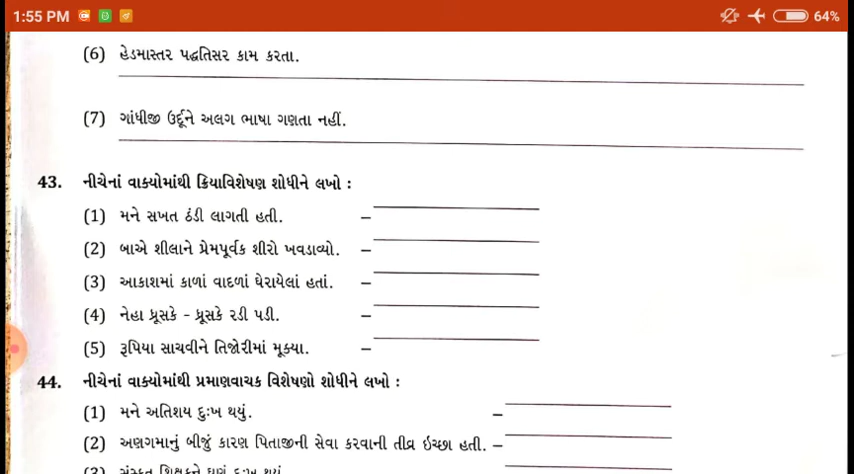 1:55 PM 64%
(6) હેડમાસ્તર પદ્ધતિસર કામ કરતા.
(7) ગાંધીજી ઉર્દૂને અલગ ભાષા ગણતા નહીં.
43. નીચેનાં વાક્યોમાંથી ક્રિયાવિશેષણ શોધીને લખો :
(1) મને સખત ઠંડી લાગતી હતી. –
(2) બાએ શીલાને પ્રેમપૂર્વક શીરો ખવડાવ્યો. –
(3) આકાશમાં કાળાં વાદળાં ઘેરાયેલાં હતાં. –
(4) નેહા ધ્રૂસકે - ધ્રૂસકે રડી પડી. –
(5) રૂપિયા સાચવીને તિજોરીમાં મૂક્યા. –
44. નીચેનાં વાક્યોમાંથી પ્રમાણવાચક વિશેષણો શોધીને લખો :
(1) મને અતિશય દુઃખ થયું. –
(2) અણગમાનું બીજું કારણ પિતાજીની સેવા કરવાની તીવ્ર ઇચ્છા હતી. –